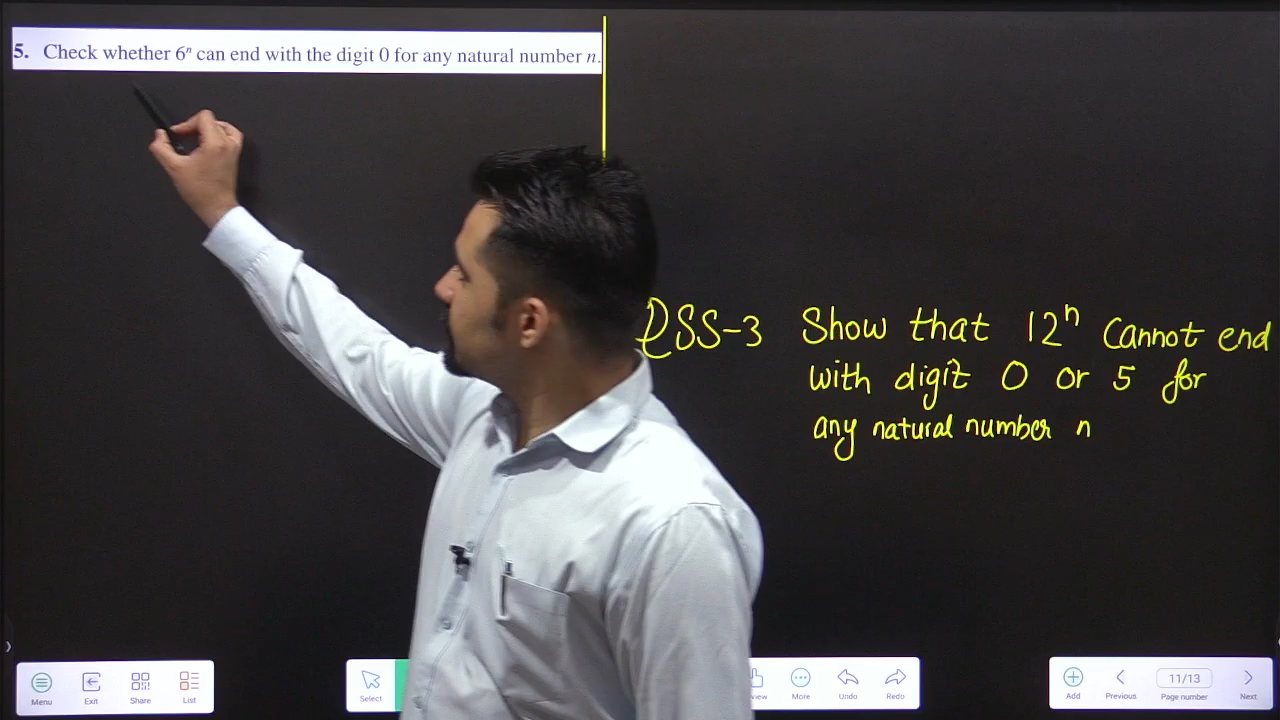 5. Check whether 6ⁿ can end with the digit 0 for any natural number n.
SS-3 Show that 12ⁿ cannot end
with digit 0 or 5 for
any natural number n
Menu Exit Share List Select More Undo Redo Add Previous 11/13 Page number Next